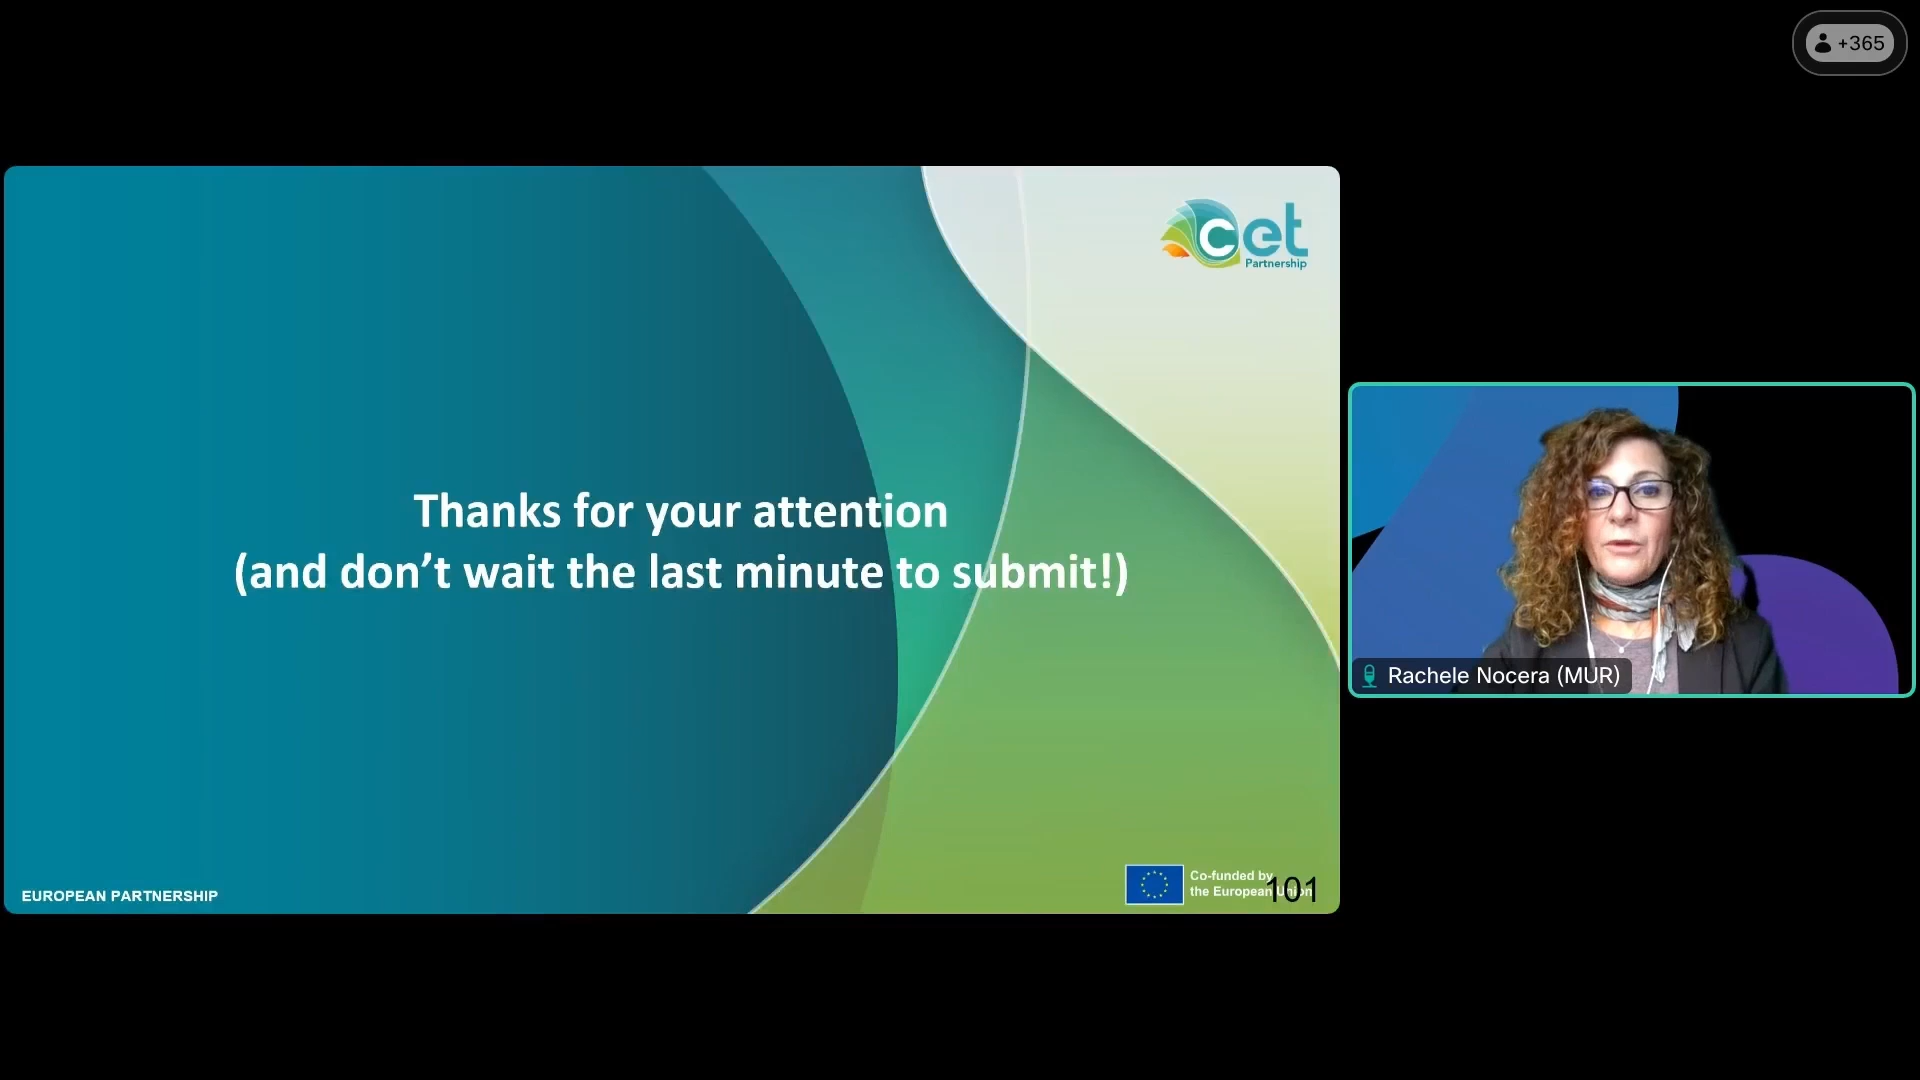 +365
cet
Partnership
Thanks for your attention
(and don’t wait the last minute to submit!)
Rachele Nocera (MUR)
EUROPEAN PARTNERSHIP
Co-funded by
the European Union
101